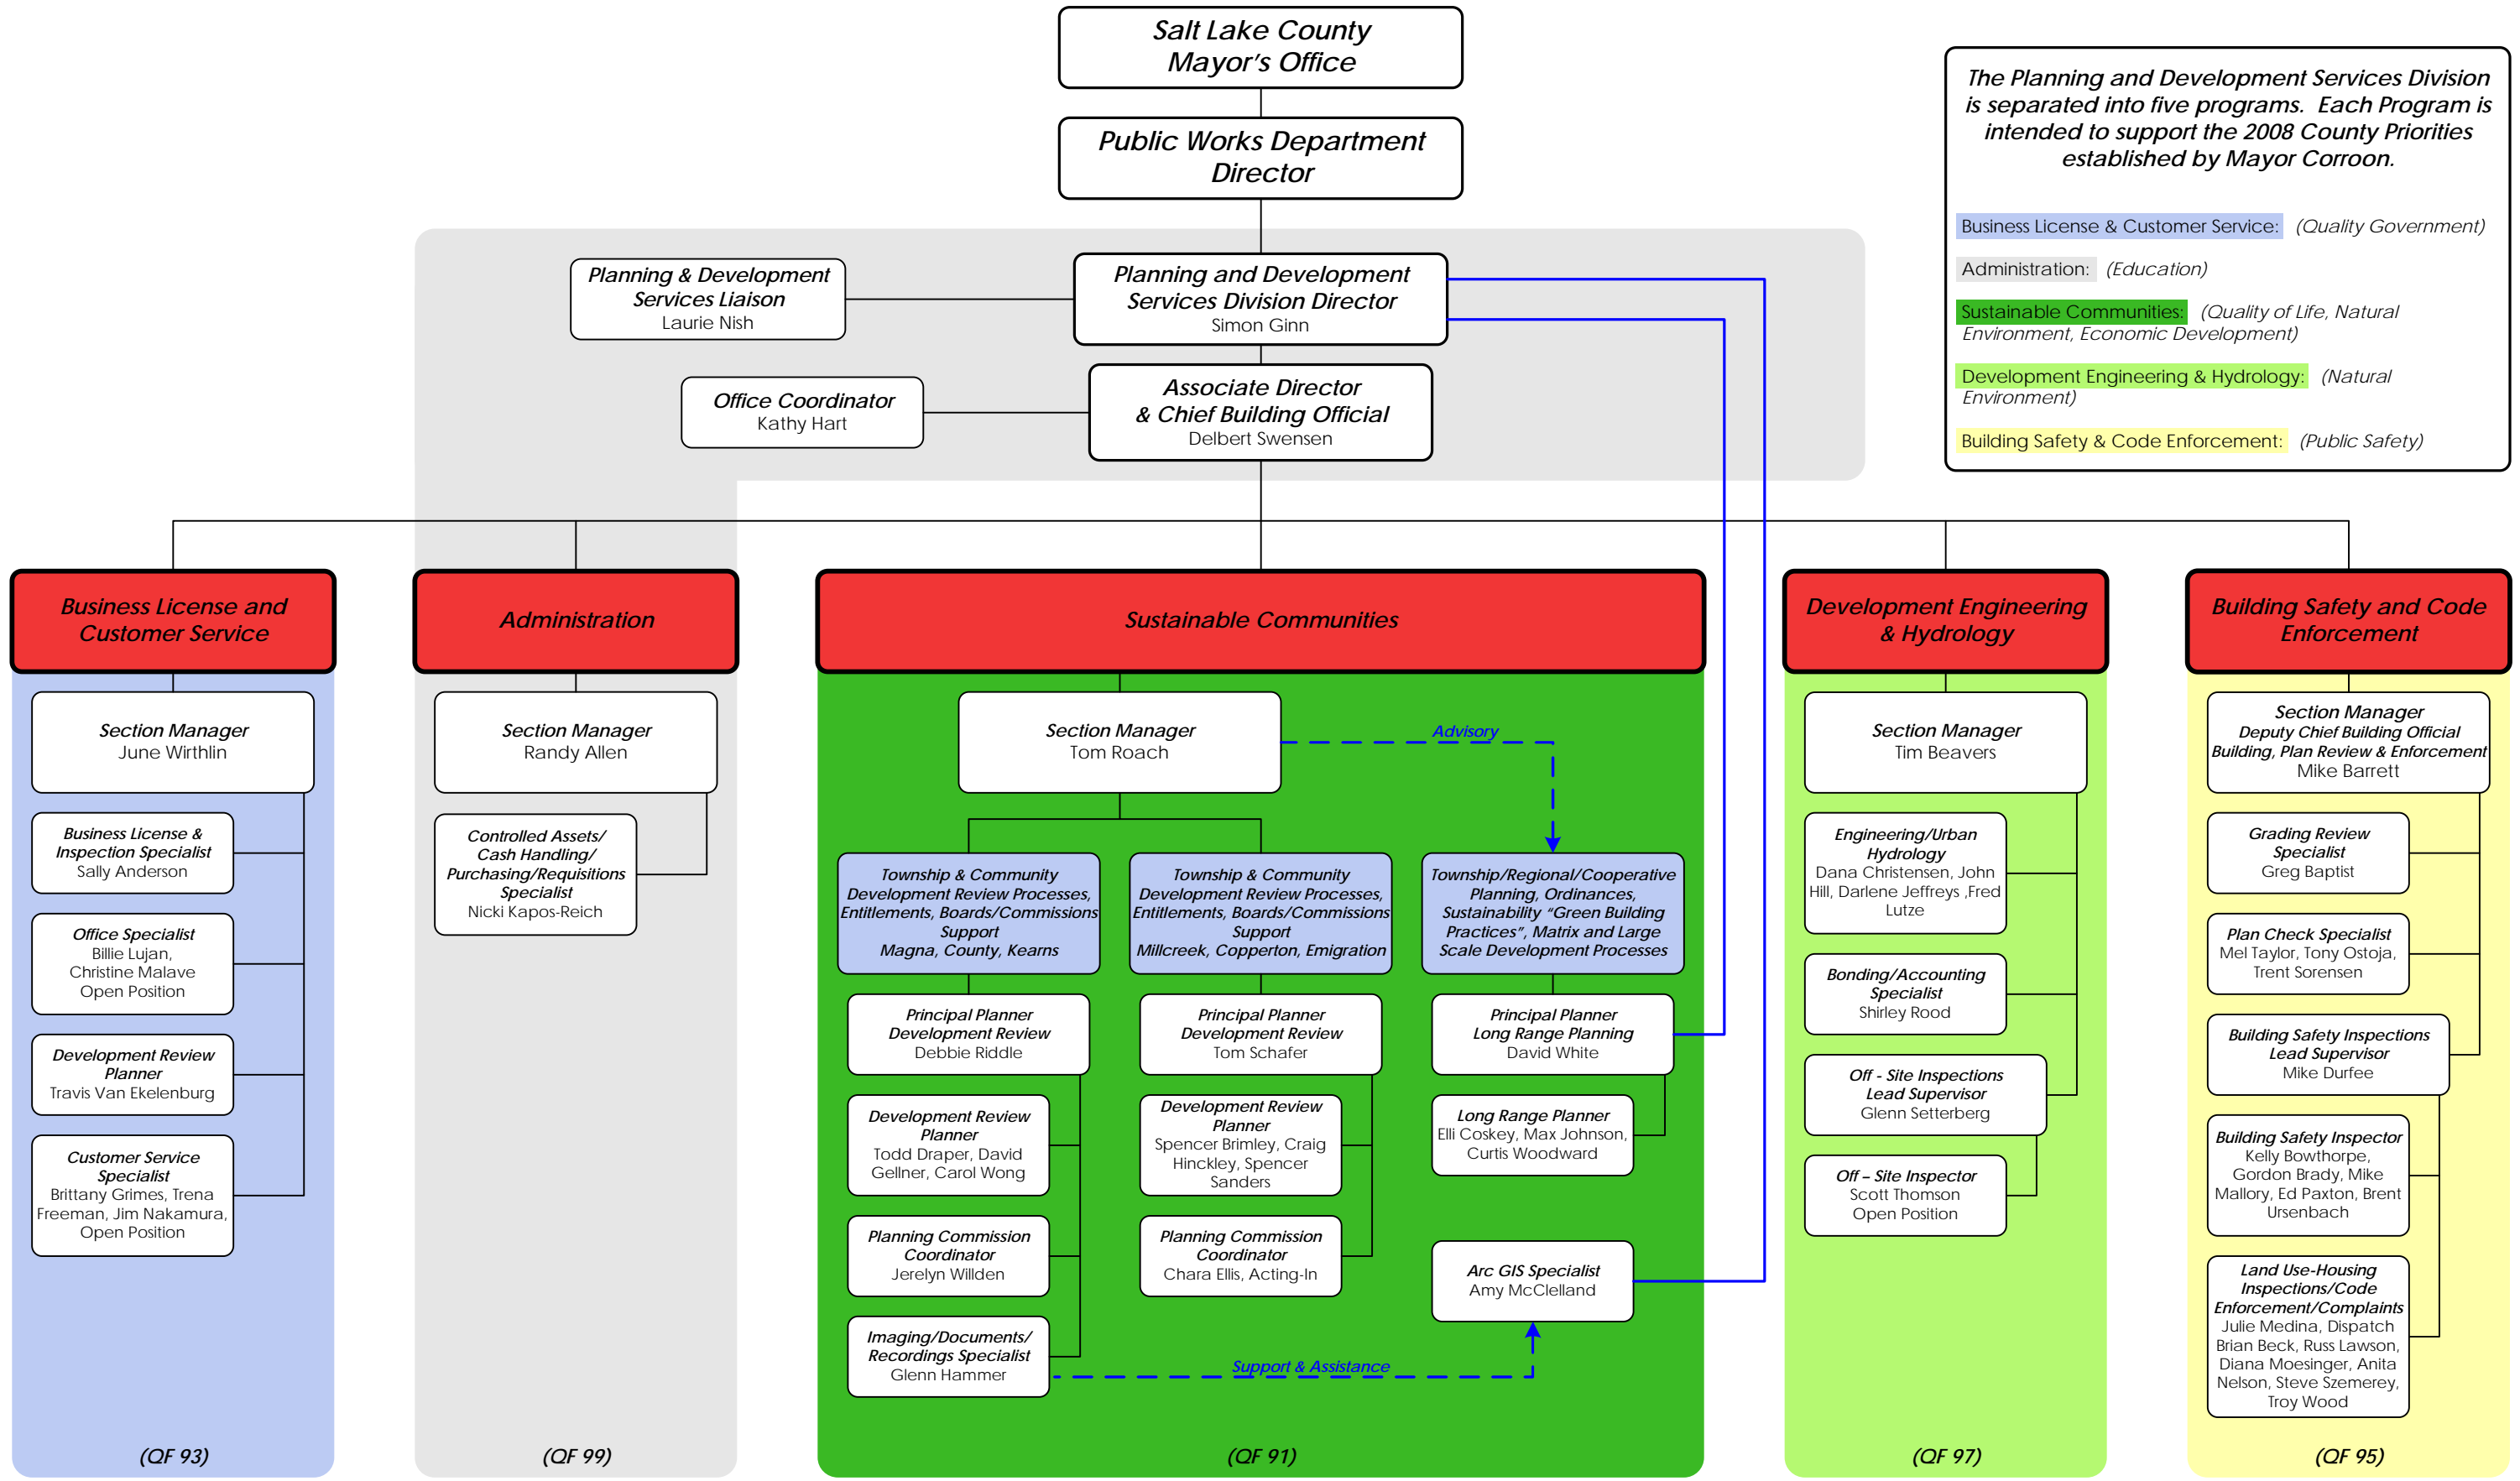 Salt Lake County
Mayor's Office
Public Works Department
Director
The Planning and Development Services Division
is separated into five programs.  Each Program is
intended to support the 2008 County Priorities
established by Mayor Corroon.
Business License & Customer Service:  (Quality Government)
Administration:  (Education)
Sustainable Communities:  (Quality of Life, Natural
Environment, Economic Development)
Development Engineering & Hydrology:  (Natural
Environment)
Building Safety & Code Enforcement:  (Public Safety)
Planning & Development
Services Liaison
Laurie Nish
Planning and Development
Services Division Director
Simon Ginn
Office Coordinator
Kathy Hart
Associate Director
& Chief Building Official
Delbert Swensen
Business License and
Customer Service
Section Manager
June Wirthlin
Business License &
Inspection Specialist
Sally Anderson
Office Specialist
Billie Lujan,
Christine Malave
Open Position
Development Review
Planner
Travis Van Ekelenburg
Customer Service
Specialist
Brittany Grimes, Trena
Freeman, Jim Nakamura,
Open Position
(QF 93)
Administration
Section Manager
Randy Allen
Controlled Assets/
Cash Handling/
Purchasing/Requisitions
Specialist
Nicki Kapos-Reich
(QF 99)
Sustainable Communities
Section Manager
Tom Roach
Advisory
Township & Community
Development Review Processes,
Entitlements, Boards/Commissions
Support
Magna, County, Kearns
Principal Planner
Development Review
Debbie Riddle
Development Review
Planner
Todd Draper, David
Gellner, Carol Wong
Planning Commission
Coordinator
Jerelyn Willden
Imaging/Documents/
Recordings Specialist
Glenn Hammer
Township & Community
Development Review Processes,
Entitlements, Boards/Commissions
Support
Millcreek, Copperton, Emigration
Principal Planner
Development Review
Tom Schafer
Development Review
Planner
Spencer Brimley, Craig
Hinckley, Spencer
Sanders
Planning Commission
Coordinator
Chara Ellis, Acting-In
Township/Regional/Cooperative
Planning, Ordinances,
Sustainability “Green Building
Practices”, Matrix and Large
Scale Development Processes
Principal Planner
Long Range Planning
David White
Long Range Planner
Elli Coskey, Max Johnson,
Curtis Woodward
Arc GIS Specialist
Amy McClelland
Support & Assistance
(QF 91)
Development Engineering
& Hydrology
Section Manager
Tim Beavers
Engineering/Urban
Hydrology
Dana Christensen, John
Hill, Darlene Jeffreys ,Fred
Lutze
Bonding/Accounting
Specialist
Shirley Rood
Off - Site Inspections
Lead Supervisor
Glenn Setterberg
Off – Site Inspector
Scott Thomson
Open Position
(QF 97)
Building Safety and Code
Enforcement
Section Manager
Deputy Chief Building Official
Building, Plan Review & Enforcement
Mike Barrett
Grading Review
Specialist
Greg Baptist
Plan Check Specialist
Mel Taylor, Tony Ostoja,
Trent Sorensen
Building Safety Inspections
Lead Supervisor
Mike Durfee
Building Safety Inspector
Kelly Bowthorpe,
Gordon Brady, Mike
Mallory, Ed Paxton, Brent
Ursenbach
Land Use-Housing
Inspections/Code
Enforcement/Complaints
Julie Medina, Dispatch
Brian Beck, Russ Lawson,
Diana Moesinger, Anita
Nelson, Steve Szemerey,
Troy Wood
(QF 95)